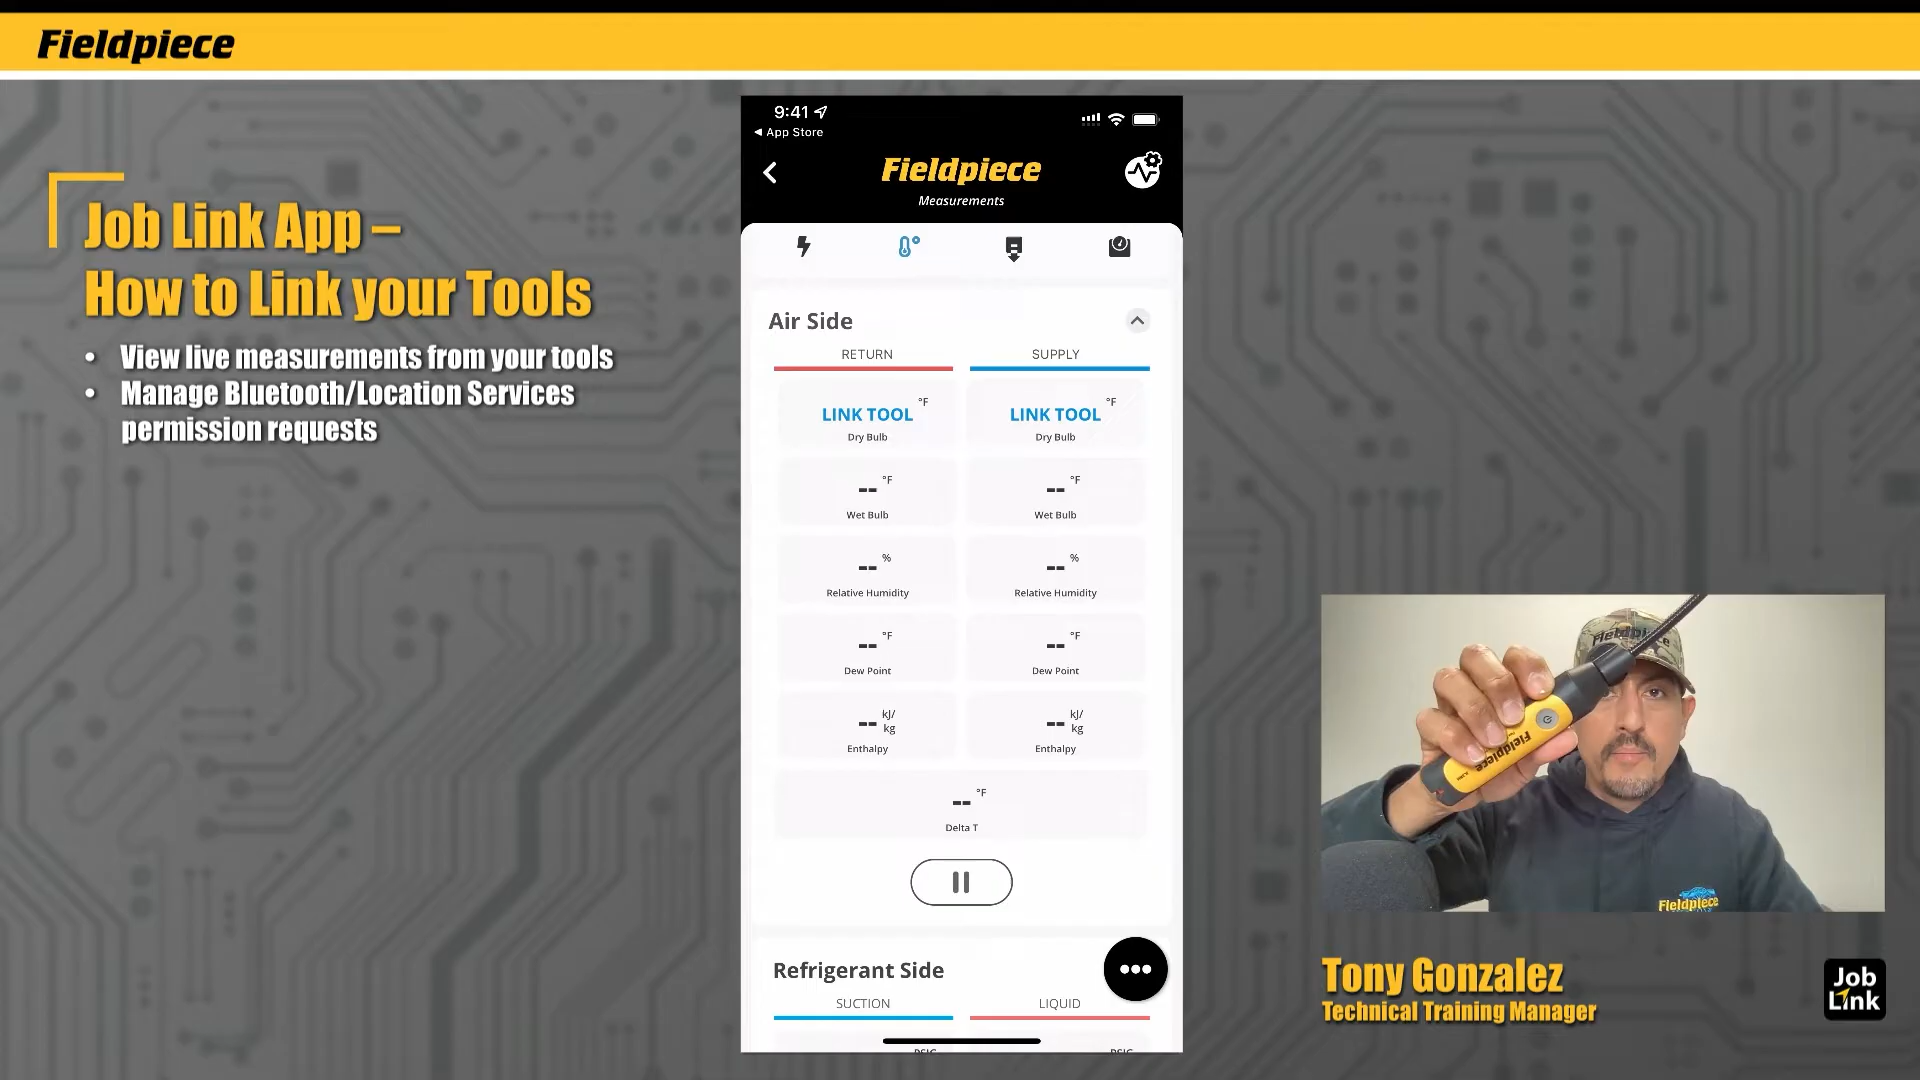 Fieldpiece
Job Link App –
How to Link your Tools
• View live measurements from your tools
• Manage Bluetooth/Location Services
permission requests
9:41
◀ App Store
Fieldpiece
Measurements
Air Side
RETURN SUPPLY
LINK TOOL °F LINK TOOL °F
Dry Bulb Dry Bulb
-- °F -- °F
Wet Bulb Wet Bulb
-- % -- %
Relative Humidity Relative Humidity
-- °F -- °F
Dew Point Dew Point
-- kJ/kg -- kJ/kg
Enthalpy Enthalpy
-- °F
Delta T
Refrigerant Side
SUCTION LIQUID
PSIG PSIG
Fieldpiece
Fieldpiece
Fieldpiece
Tony Gonzalez
Technical Training Manager
Job
Link